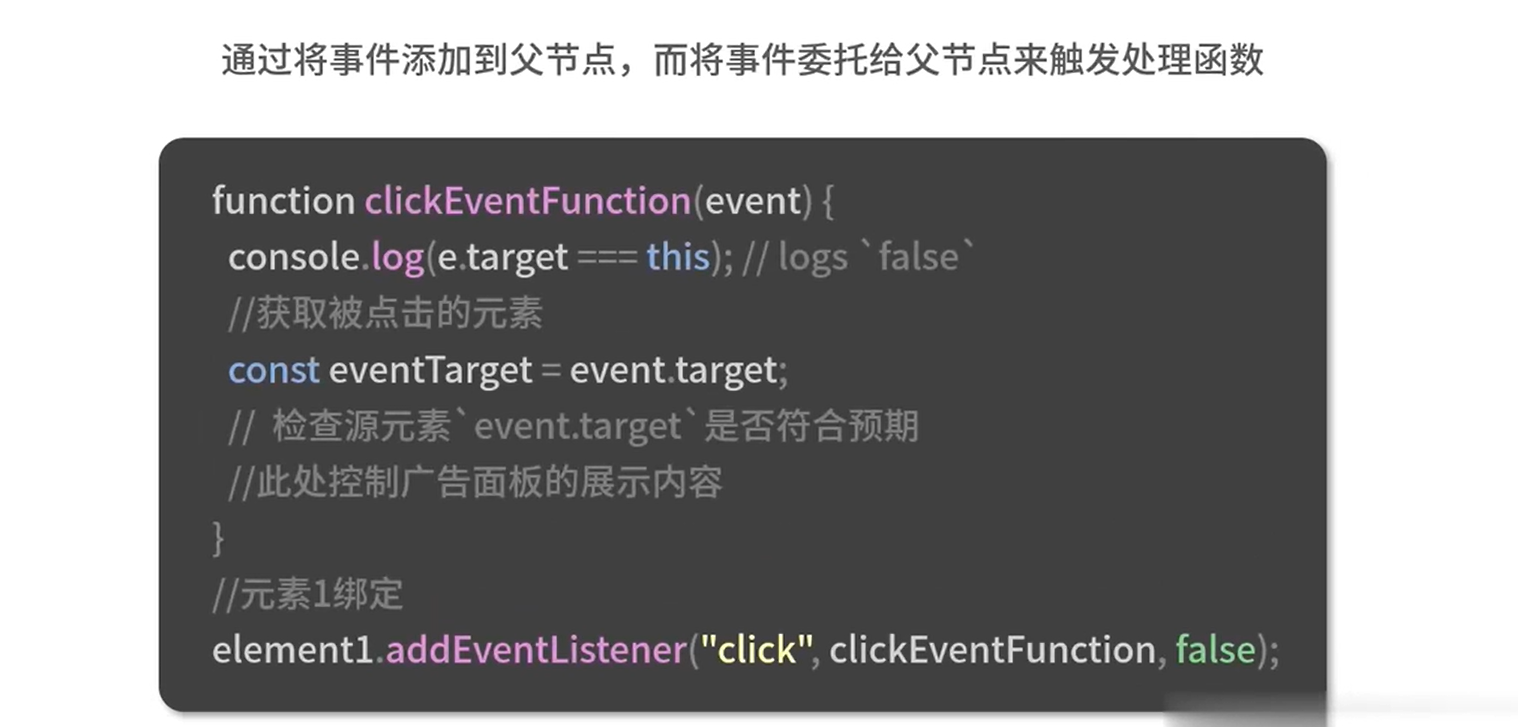 通过将事件添加到父节点，而将事件委托给父节点来触发处理函数
function clickEventFunction(event) {
console.log(e.target === this); // logs `false`
//获取被点击的元素
const eventTarget = event.target;
// 检查源元素`event.target`是否符合预期
//此处控制广告面板的展示内容
}
//元素1绑定
element1.addEventListener("click", clickEventFunction, false);